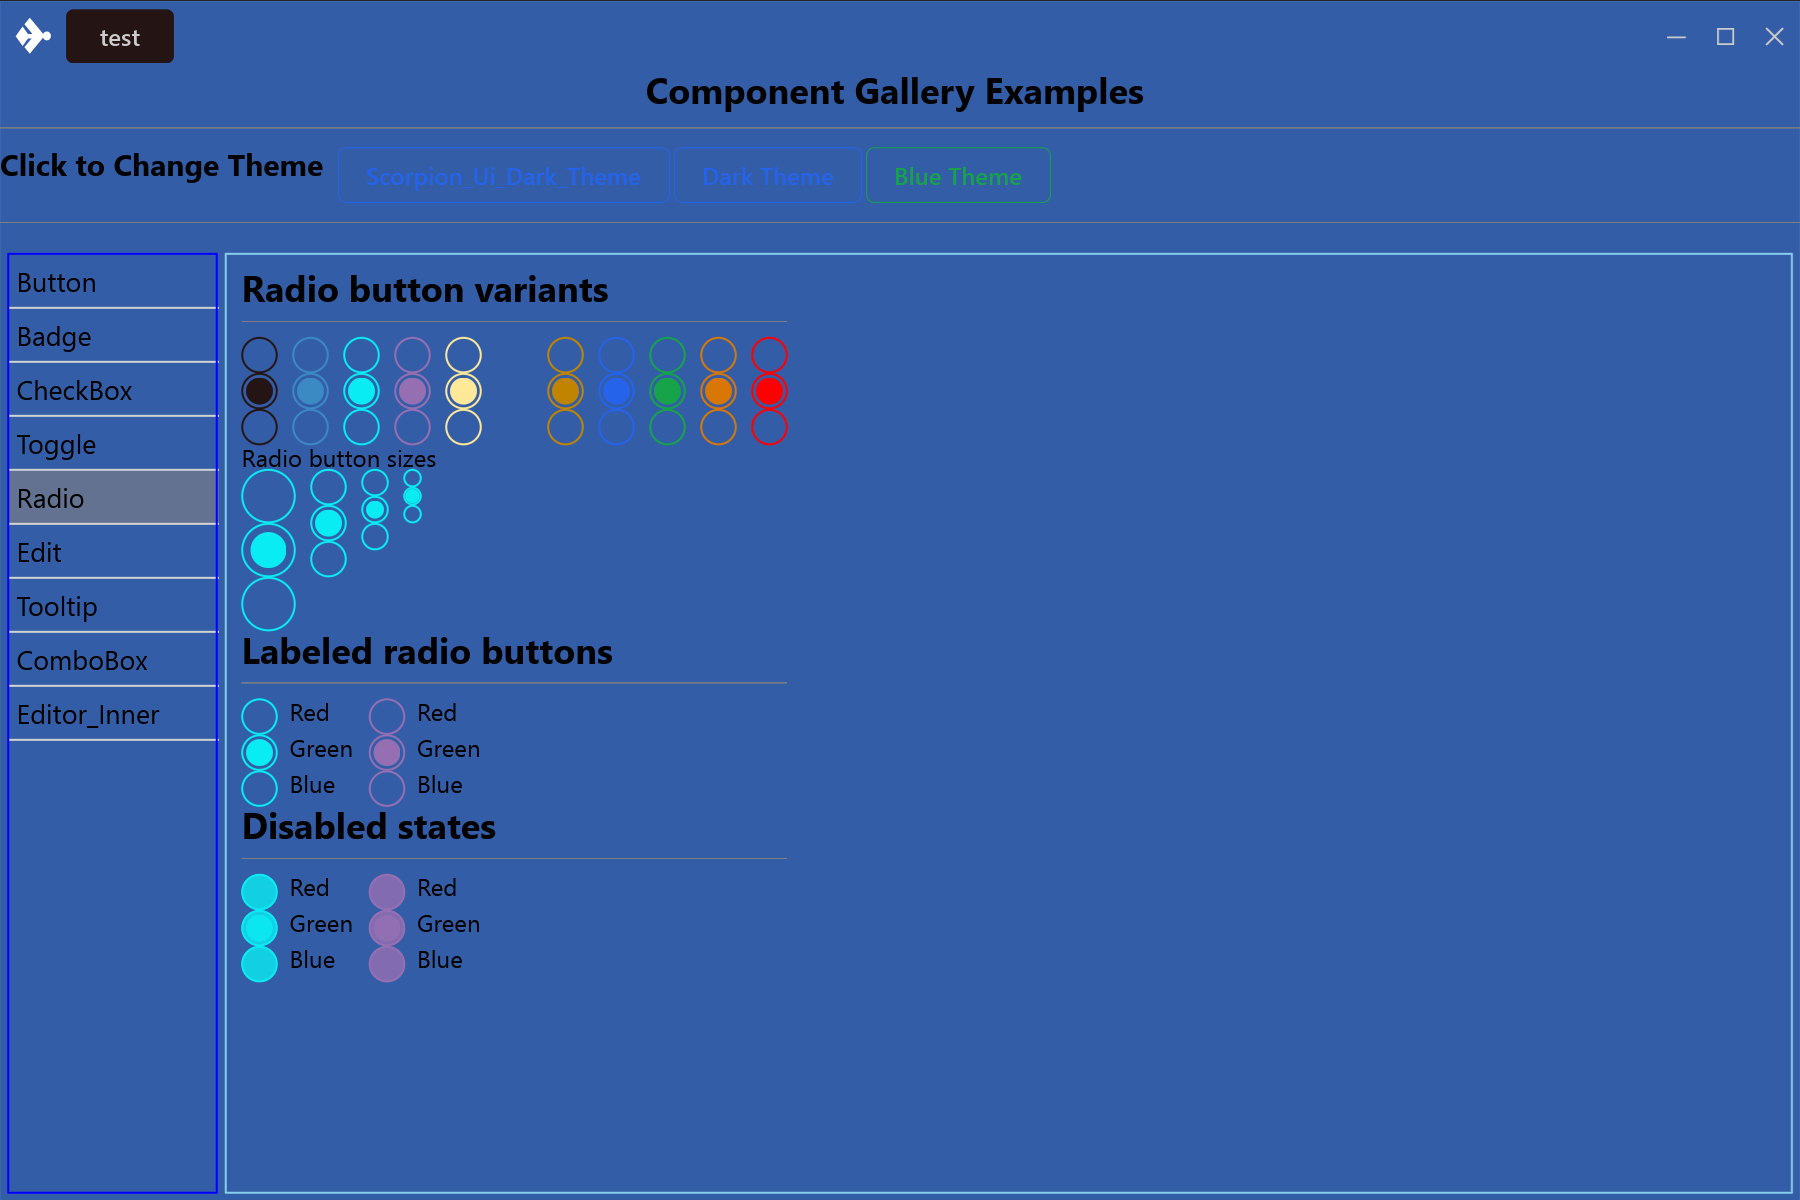 test
Component Gallery Examples
Click to Change Theme
Scorpion_Ui_Dark_Theme
Dark Theme
Blue Theme
Button
Badge
CheckBox
Toggle
Radio
Edit
Tooltip
ComboBox
Editor_Inner
Radio button variants
Radio button sizes
Labeled radio buttons
Red Red
Green Green
Blue Blue
Disabled states
Red Red
Green Green
Blue Blue